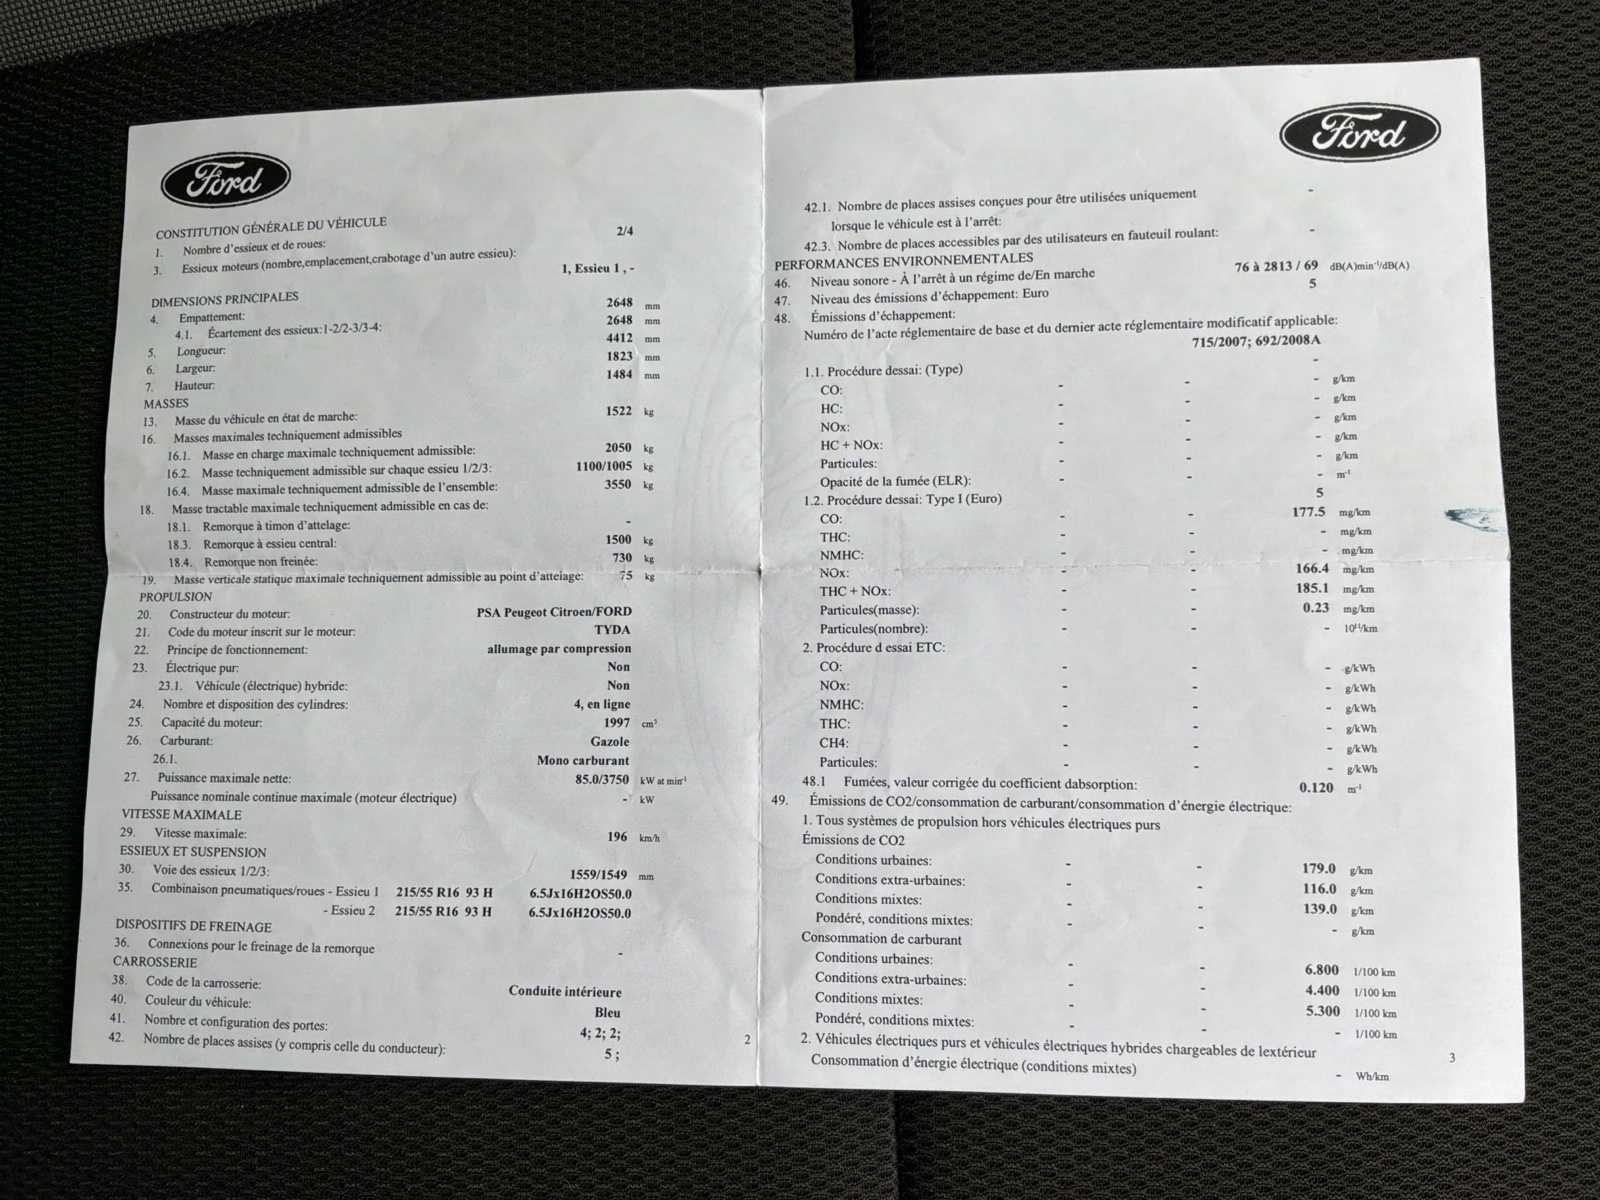 Ford
CONSTITUTION GÉNÉRALE DU VÉHICULE
1. Nombre d'essieux et de roues: 2/4
3. Essieux moteurs (nombre,emplacement,crabotage d'un autre essieu): 1, Essieu 1 , -
DIMENSIONS PRINCIPALES
4. Empattement: 2648 mm
4.1. Écartement des essieux:1-2/2-3/3-4: 2648 mm
5. Longueur: 4412 mm
6. Largeur: 1823 mm
7. Hauteur: 1484 mm
MASSES
13. Masse du véhicule en état de marche: 1522 kg
16. Masses maximales techniquement admissibles
16.1. Masse en charge maximale techniquement admissible: 2050 kg
16.2. Masse techniquement admissible sur chaque essieu 1/2/3: 1100/1005 kg
16.4. Masse maximale techniquement admissible de l'ensemble: 3550 kg
18. Masse tractable maximale techniquement admissible en cas de:
18.1. Remorque à timon d'attelage: -
18.3. Remorque à essieu central: 1500 kg
18.4. Remorque non freinée: 730 kg
19. Masse verticale statique maximale techniquement admissible au point d'attelage: 75 kg
PROPULSION
20. Constructeur du moteur: PSA Peugeot Citroen/FORD
21. Code du moteur inscrit sur le moteur: TYDA
22. Principe de fonctionnement: allumage par compression
23. Électrique pur: Non
23.1. Véhicule (électrique) hybride: Non
24. Nombre et disposition des cylindres: 4, en ligne
25. Capacité du moteur: 1997 cm³
26. Carburant: Gazole
26.1. Mono carburant
27. Puissance maximale nette: 85.0/3750 kW at min⁻¹
Puissance nominale continue maximale (moteur électrique) - kW
VITESSE MAXIMALE
29. Vitesse maximale: 196 km/h
ESSIEUX ET SUSPENSION
30. Voie des essieux 1/2/3: 1559/1549 mm
35. Combinaison pneumatiques/roues - Essieu 1 215/55 R16 93 H 6.5Jx16H2OS50.0
- Essieu 2 215/55 R16 93 H 6.5Jx16H2OS50.0
DISPOSITIFS DE FREINAGE
36. Connexions pour le freinage de la remorque -
CARROSSERIE
38. Code de la carrosserie: Conduite intérieure
40. Couleur du véhicule: Bleu
41. Nombre et configuration des portes: 4; 2; 2;
42. Nombre de places assises (y compris celle du conducteur): 5 ;
2
Ford
42.1. Nombre de places assises conçues pour être utilisées uniquement -
lorsque le véhicule est à l'arrêt:
42.3. Nombre de places accessibles par des utilisateurs en fauteuil roulant: -
PERFORMANCES ENVIRONNEMENTALES
46. Niveau sonore - À l'arrêt à un régime de/En marche 76 à 2813 / 69 dB(A)min⁻¹/dB(A)
47. Niveau des émissions d'échappement: Euro 5
48. Émissions d'échappement:
Numéro de l'acte réglementaire de base et du dernier acte réglementaire modificatif applicable:
715/2007; 692/2008A
1.1. Procédure dessai: (Type) -
CO: - - - g/km
HC: - - - g/km
NOx: - - - g/km
HC + NOx: - - - g/km
Particules: - - - g/km
Opacité de la fumée (ELR): - - - m⁻¹
1.2. Procédure dessai: Type I (Euro) 5
CO: - - 177.5 mg/km
THC: - - - mg/km
NMHC: - - - mg/km
NOx: - - 166.4 mg/km
THC + NOx: - - 185.1 mg/km
Particules(masse): - - 0.23 mg/km
Particules(nombre): - - - 10¹¹/km
2. Procédure d essai ETC:
CO: - - - g/kWh
NOx: - - - g/kWh
NMHC: - - - g/kWh
THC: - - - g/kWh
CH4: - - - g/kWh
Particules: - - - g/kWh
48.1 Fumées, valeur corrigée du coefficient dabsorption: 0.120 m⁻¹
49. Émissions de CO2/consommation de carburant/consommation d'énergie électrique:
1. Tous systèmes de propulsion hors véhicules électriques purs
Émissions de CO2
Conditions urbaines: - - 179.0 g/km
Conditions extra-urbaines: - - 116.0 g/km
Conditions mixtes: - - 139.0 g/km
Pondéré, conditions mixtes: - - - g/km
Consommation de carburant
Conditions urbaines: - - 6.800 1/100 km
Conditions extra-urbaines: - - 4.400 1/100 km
Conditions mixtes: - - 5.300 1/100 km
Pondéré, conditions mixtes: - - - 1/100 km
2. Véhicules électriques purs et véhicules électriques hybrides chargeables de lextérieur
Consommation d'énergie électrique (conditions mixtes) - Wh/km
3